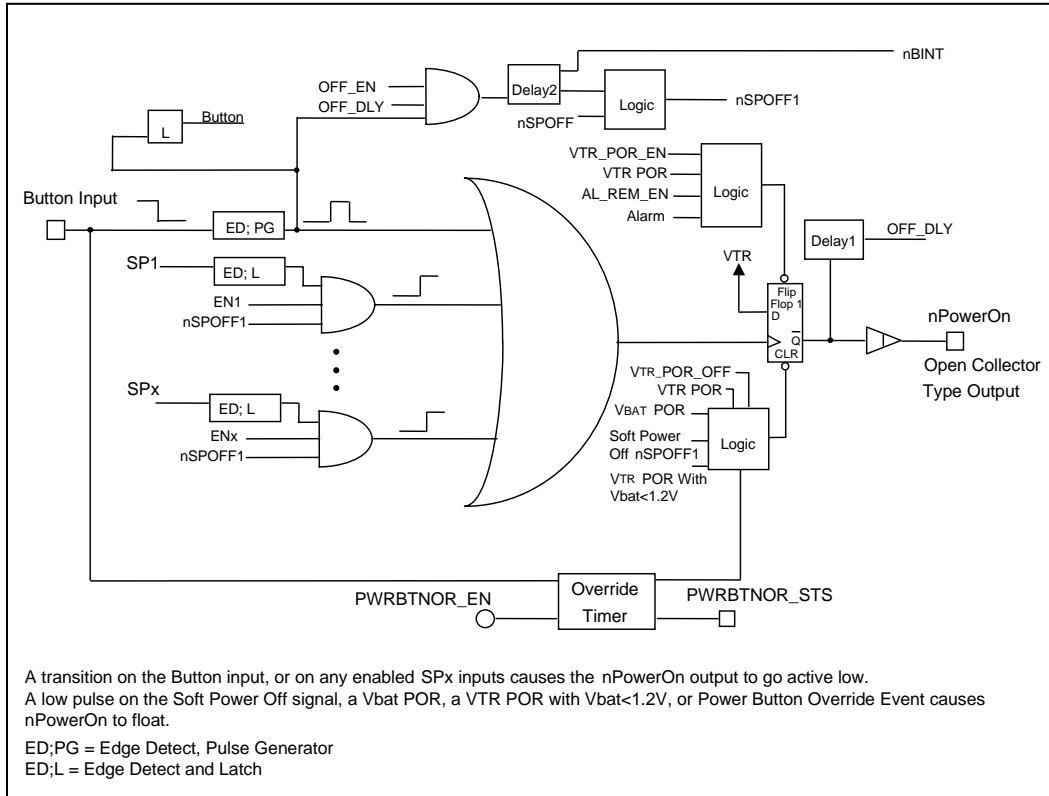 nBINT
OFF_EN
OFF_DLY
Delay2
Logic
nSPOFF1
nSPOFF
Button
L
VTR_POR_EN
VTR POR
AL_REM_EN
Alarm
Logic
Button Input
ED; PG
Delay1
OFF_DLY
VTR
SP1
ED; L
EN1
nSPOFF1
Flip
Flop 1
D
Q
CLR
nPowerOn
Open Collector
Type Output
SPx
ED; L
ENx
nSPOFF1
VTR_POR_OFF
VTR POR
VBAT POR
Soft Power
Off nSPOFF1
VTR POR With
Vbat<1.2V
Logic
PWRBTNOR_EN
Override
Timer
PWRBTNOR_STS
A transition on the Button input, or on any enabled SPx inputs causes the nPowerOn output to go active low.
A low pulse on the Soft Power Off signal, a Vbat POR, a VTR POR with Vbat<1.2V, or Power Button Override Event causes
nPowerOn to float.
ED;PG = Edge Detect, Pulse Generator
ED;L = Edge Detect and Latch